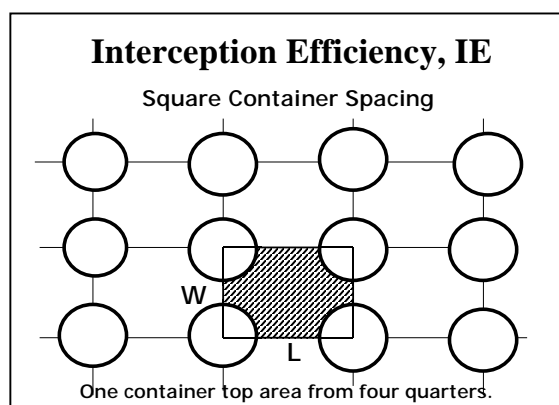 Interception Efficiency, IE
Square Container Spacing
W
L
One container top area from four quarters.